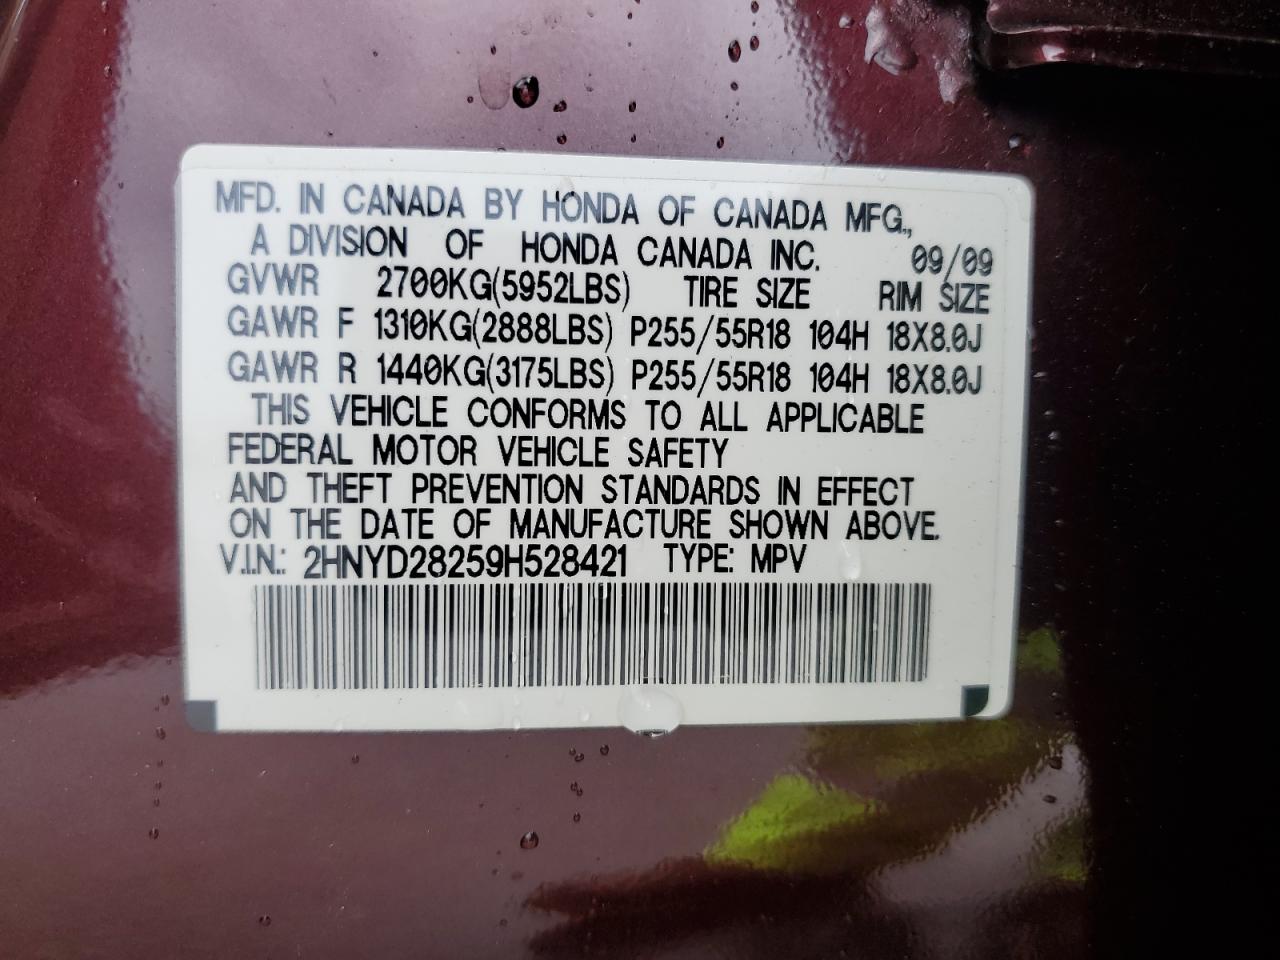 MFD. IN CANADA BY HONDA OF CANADA MFG.,
A DIVISION OF HONDA CANADA INC. 09/09
GVWR 2700KG(5952LBS) TIRE SIZE RIM SIZE
GAWR F 1310KG(2888LBS) P255/55R18 104H 18X8.0J
GAWR R 1440KG(3175LBS) P255/55R18 104H 18X8.0J
THIS VEHICLE CONFORMS TO ALL APPLICABLE
FEDERAL MOTOR VEHICLE SAFETY
AND THEFT PREVENTION STANDARDS IN EFFECT
ON THE DATE OF MANUFACTURE SHOWN ABOVE.
V.I.N.: 2HNYD28259H528421 TYPE: MPV